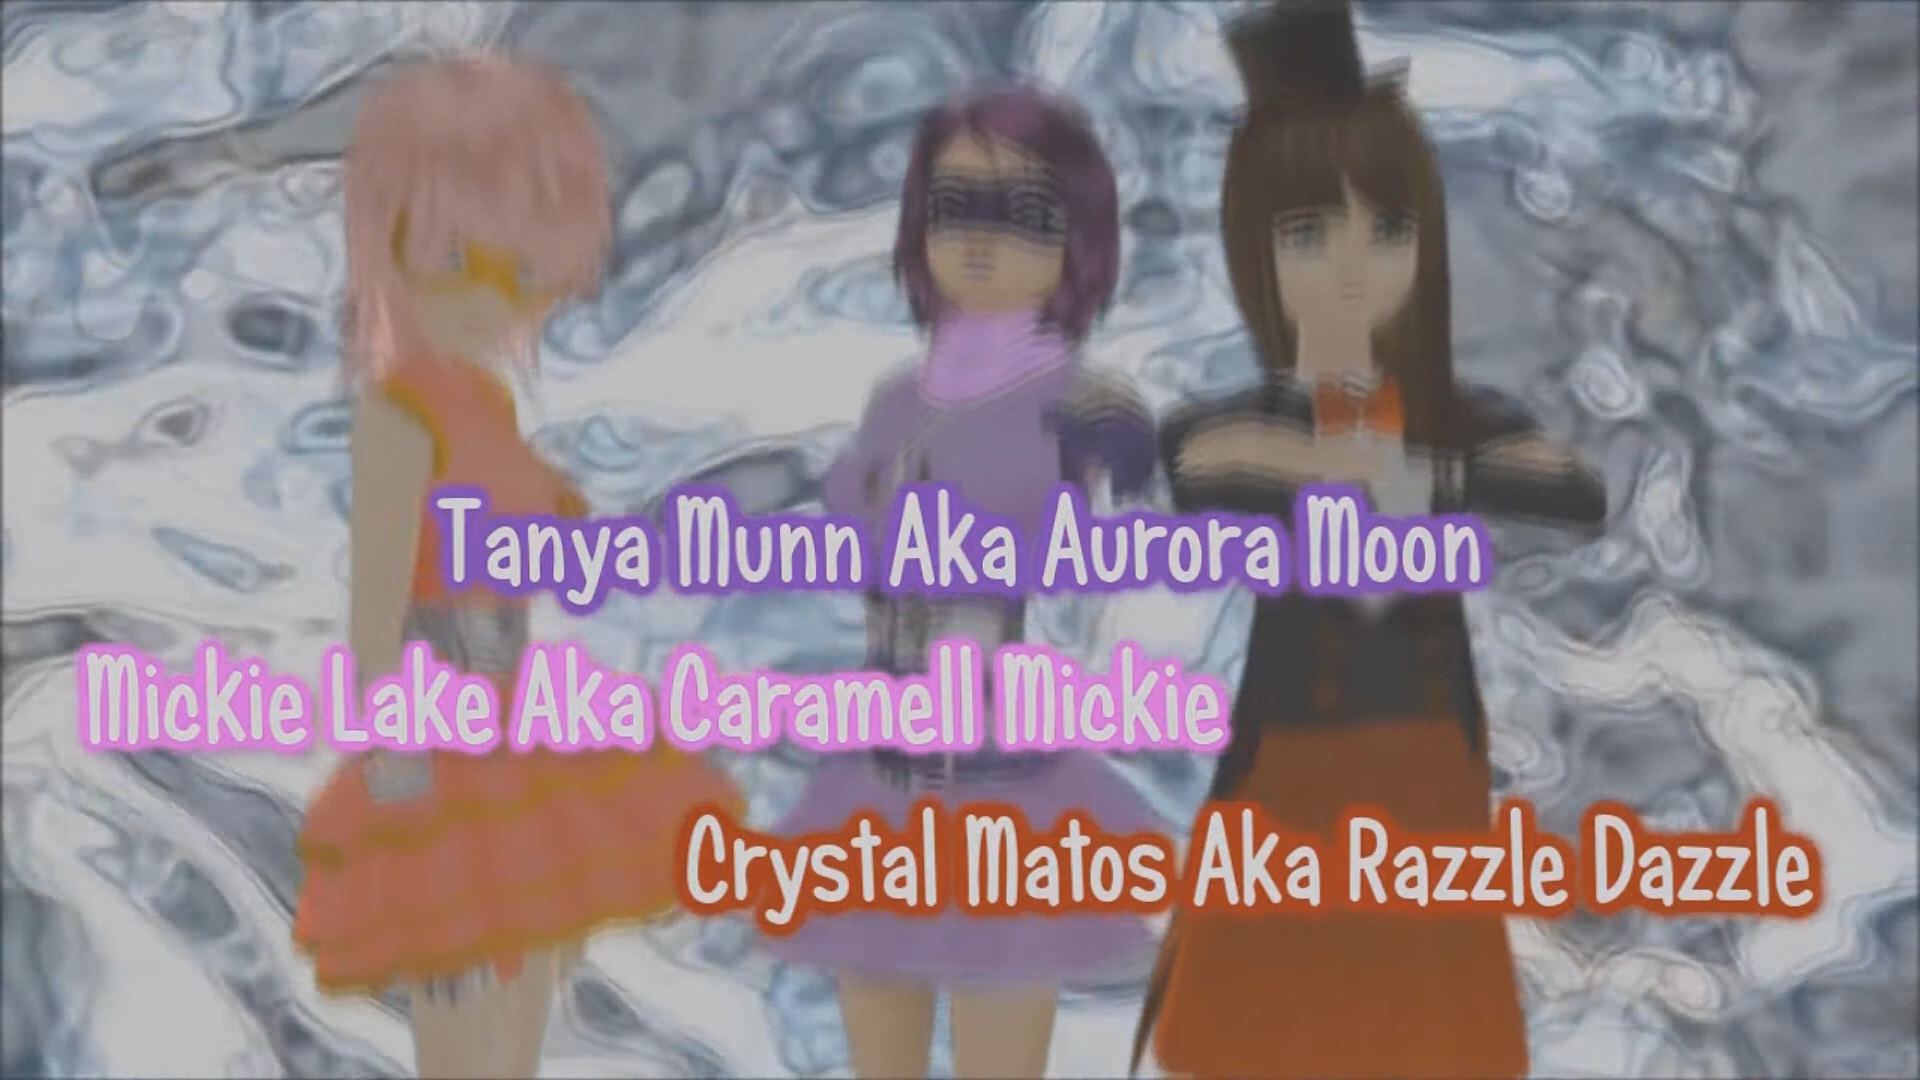 Tanya Munn Aka Aurora Moon
Mickie Lake Aka Caramell Mickie
Crystal Matos Aka Razzle Dazzle